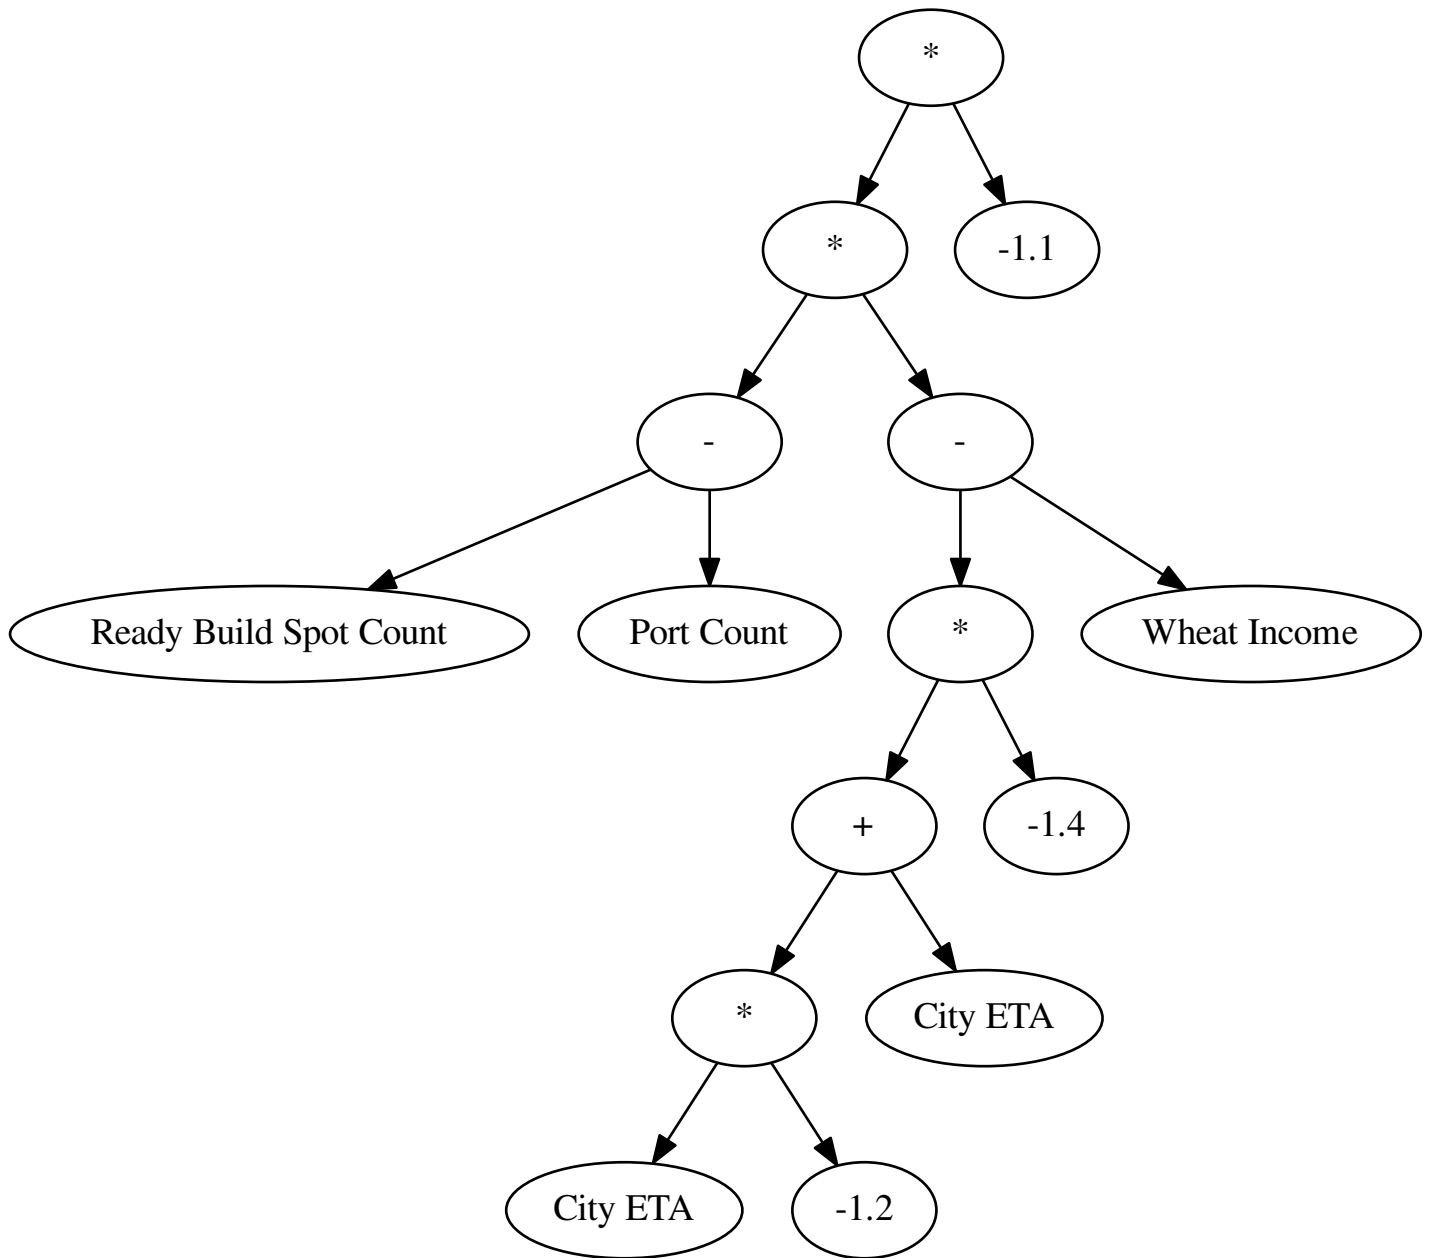 *
*
-1.1
-
-
Ready Build Spot Count
Port Count
*
Wheat Income
+
-1.4
*
City ETA
City ETA
-1.2